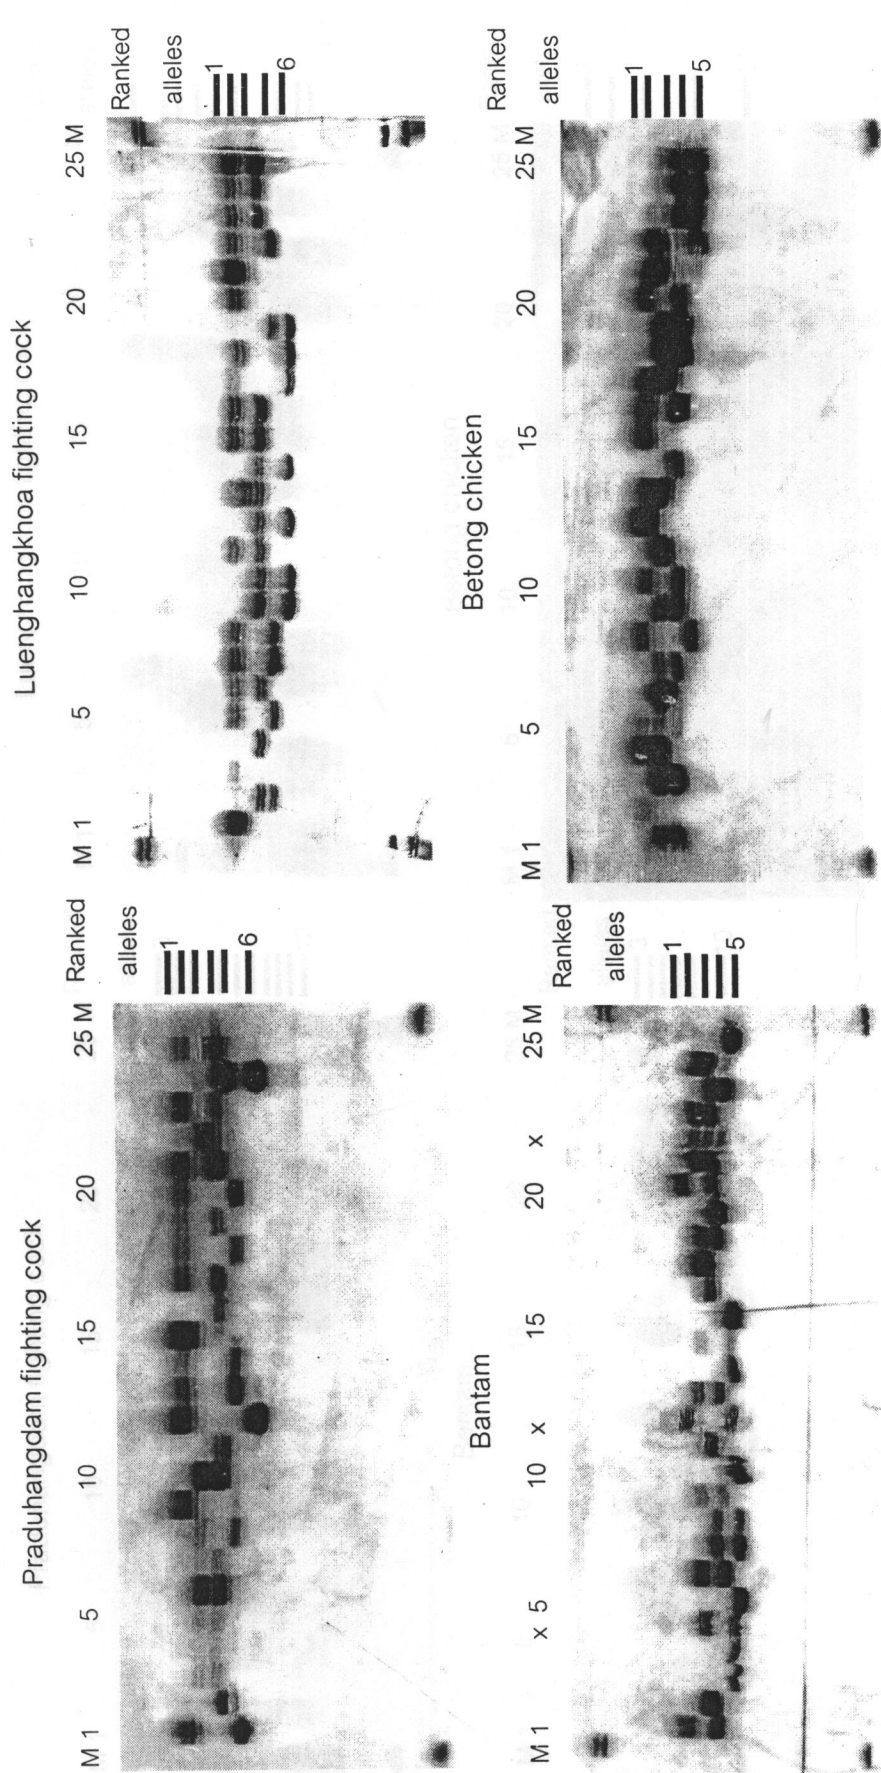 Praduhangdam fighting cock
M 1 5 10 15 20 25 M Ranked
alleles
1
6
Luenghangkhoa fighting cock
M 1 5 10 15 20 25 M
Ranked
alleles
1
6
Bantam
M 1 x 5 10 x 15 20 x 25 M
Ranked
alleles
1
5
Betong chicken
Ranked
M 1 5 10 15 20 25 M
alleles
1
5